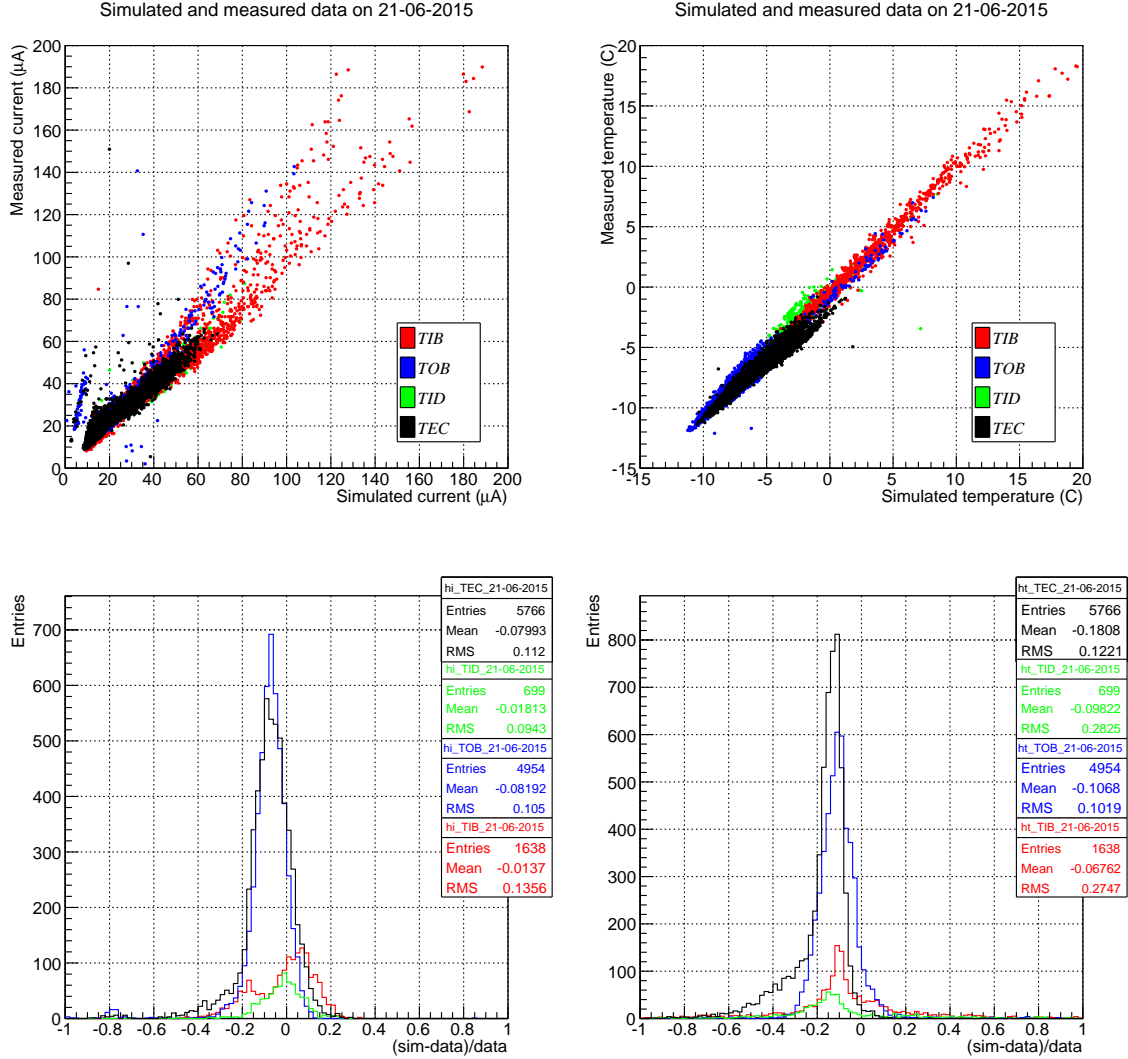 Simulated and measured data on 21-06-2015
Measured current (μA)
200
180
160
140
120
100
80
60
40
20
0
0 20 40 60 80 100 120 140 160 180 200
Simulated current (μA)
TIB
TOB
TID
TEC
Simulated and measured data on 21-06-2015
Measured temperature (C)
20
15
10
5
0
-5
-10
-15
-15 -10 -5 0 5 10 15 20
Simulated temperature (C)
TIB
TOB
TID
TEC
Entries
700
600
500
400
300
200
100
0
-1 -0.8 -0.6 -0.4 -0.2 0 0.2 0.4 0.6 0.8 1
(sim-data)/data
hi_TEC_21-06-2015
Entries 5766
Mean -0.07993
RMS 0.112
hi_TID_21-06-2015
Entries 699
Mean -0.01813
RMS 0.0943
hi_TOB_21-06-2015
Entries 4954
Mean -0.08192
RMS 0.105
hi_TIB_21-06-2015
Entries 1638
Mean -0.0137
RMS 0.1356
Entries
800
700
600
500
400
300
200
100
0
-1 -0.8 -0.6 -0.4 -0.2 0 0.2 0.4 0.6 0.8 1
(sim-data)/data
ht_TEC_21-06-2015
Entries 5766
Mean -0.1808
RMS 0.1221
ht_TID_21-06-2015
Entries 699
Mean -0.09822
RMS 0.2825
ht_TOB_21-06-2015
Entries 4954
Mean -0.1068
RMS 0.1019
ht_TIB_21-06-2015
Entries 1638
Mean -0.06762
RMS 0.2747